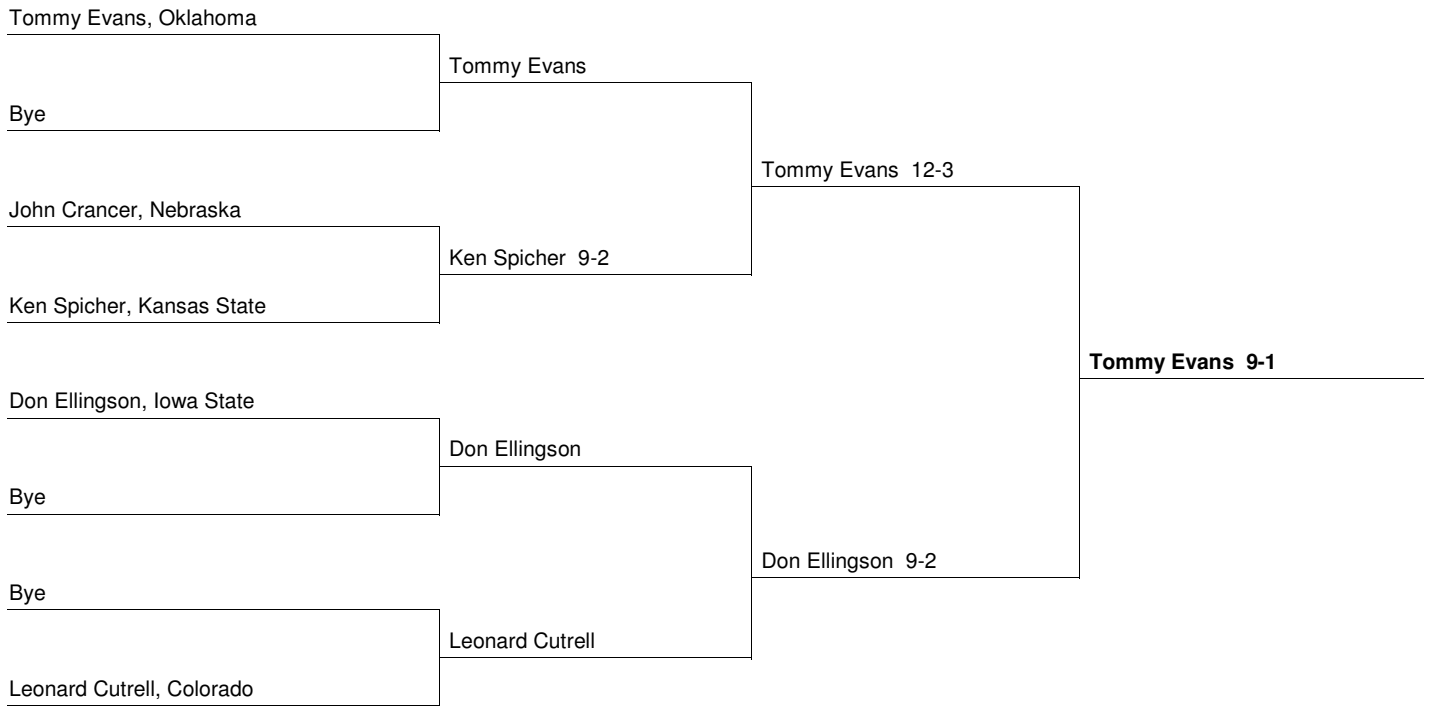 Tommy Evans, Oklahoma
Tommy Evans
Bye
Tommy Evans 12-3
John Crancer, Nebraska
Ken Spicher 9-2
Ken Spicher, Kansas State
Tommy Evans 9-1
Don Ellingson, Iowa State
Don Ellingson
Bye
Don Ellingson 9-2
Bye
Leonard Cutrell
Leonard Cutrell, Colorado